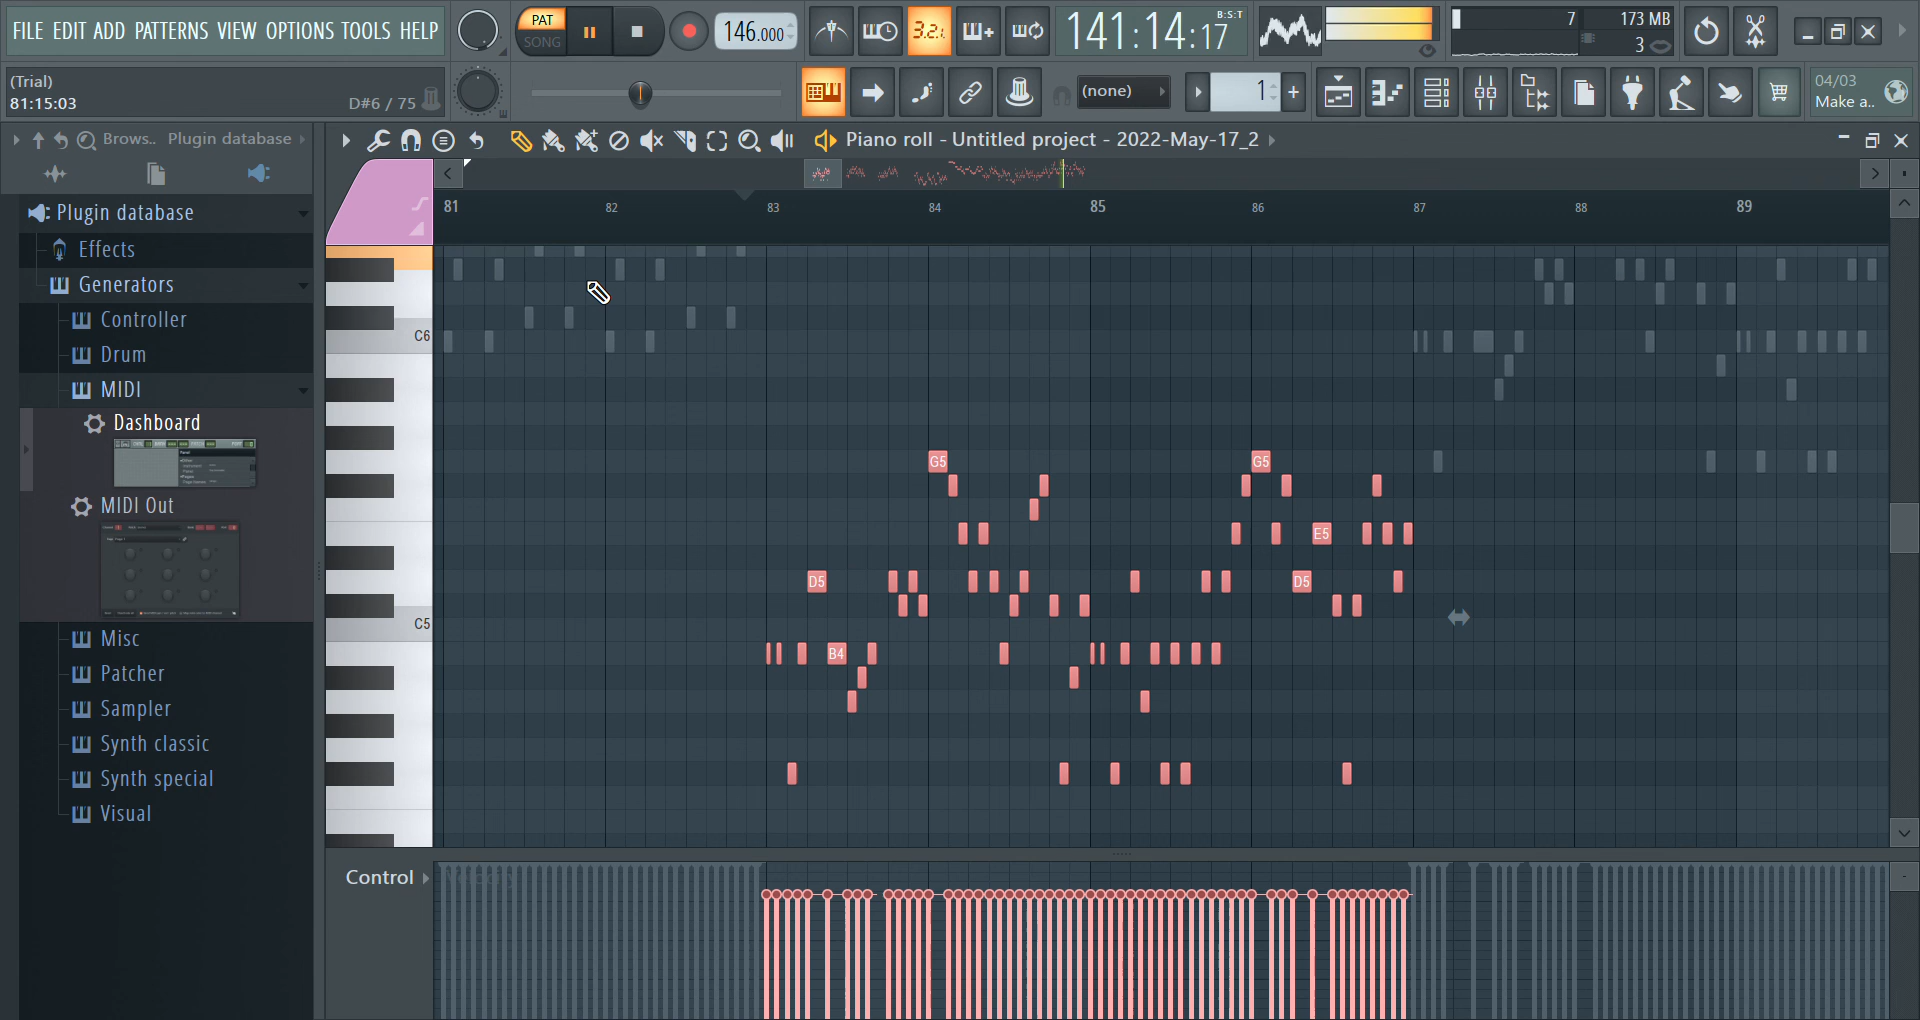 FILE EDIT ADD PATTERNS VIEW OPTIONS TOOLS HELP
PAT
SONG
146.000
3.2.
141:14:17
B:S:T
7
173 MB
3
(Trial)
81:15:03
D#6 / 75
(none)
1
04/03
Make a..
Brows..
Plugin database
Piano roll - Untitled project - 2022-May-17_2
Plugin database
Effects
Generators
Controller
Drum
MIDI
Dashboard
MIDI Out
Misc
Patcher
Sampler
Synth classic
Synth special
Visual
81 82 83 84 85 86 87 88 89
C6
C5
G5
G5
E5
D5
D5
B4
Control